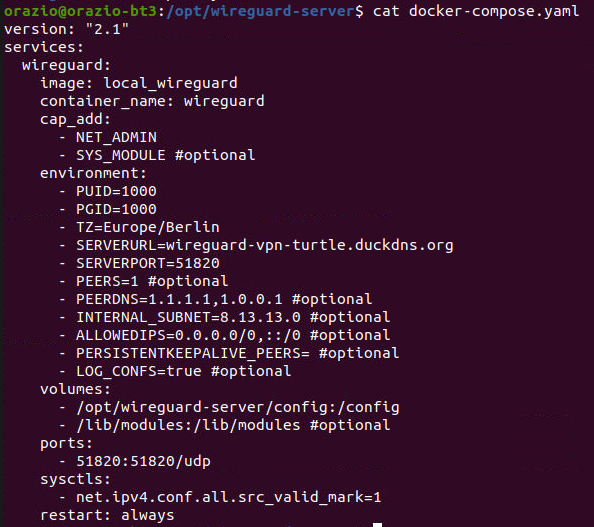 orazio@orazio-bt3:/opt/wireguard-server$ cat docker-compose.yaml
version: "2.1"
services:
  wireguard:
    image: local_wireguard
    container_name: wireguard
    cap_add:
      - NET_ADMIN
      - SYS_MODULE #optional
    environment:
      - PUID=1000
      - PGID=1000
      - TZ=Europe/Berlin
      - SERVERURL=wireguard-vpn-turtle.duckdns.org
      - SERVERPORT=51820
      - PEERS=1 #optional
      - PEERDNS=1.1.1.1,1.0.0.1 #optional
      - INTERNAL_SUBNET=8.13.13.0 #optional
      - ALLOWEDIPS=0.0.0.0/0,::/0 #optional
      - PERSISTENTKEEPALIVE_PEERS= #optional
      - LOG_CONFS=true #optional
    volumes:
      - /opt/wireguard-server/config:/config
      - /lib/modules:/lib/modules #optional
    ports:
      - 51820:51820/udp
    sysctls:
      - net.ipv4.conf.all.src_valid_mark=1
    restart: always